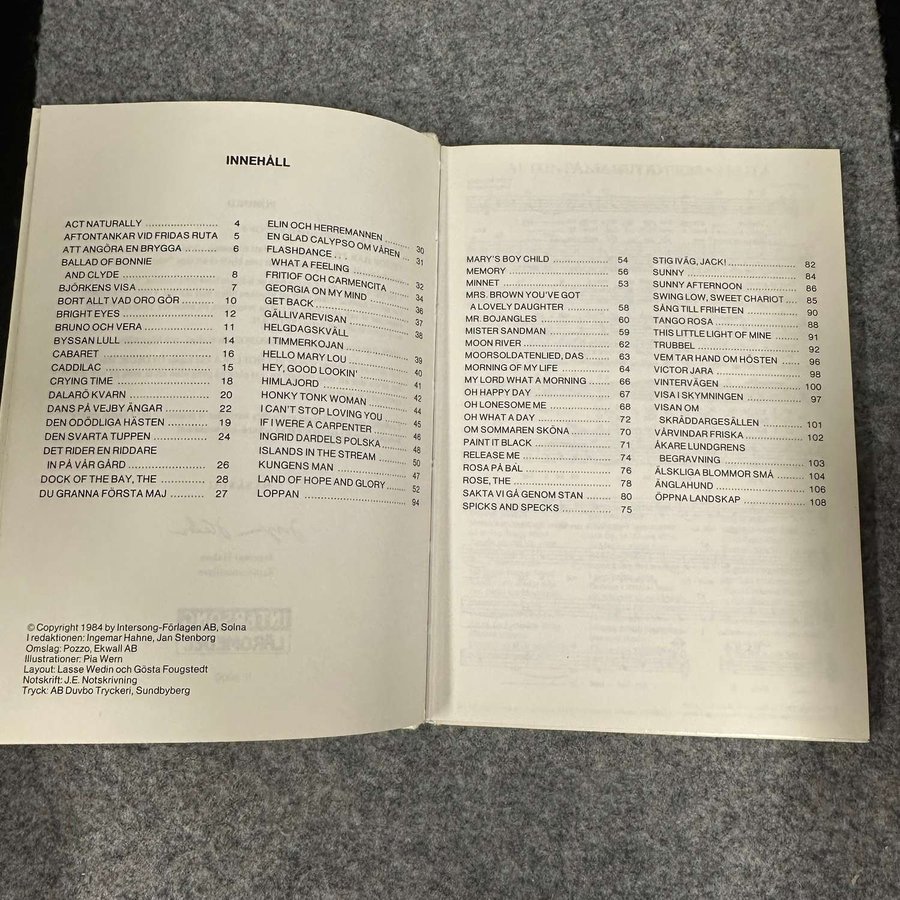 INNEHÅLL
ACT NATURALLY ........ 4
AFTONTANKAR VID FRIDAS RUTA 5
ATT ANGÖRA EN BRYGGA ........ 6
BALLAD OF BONNIE
AND CLYDE ........ 8
BJÖRKENS VISA ........ 7
BORT ALLT VAD ORO GÖR ........ 10
BRIGHT EYES ........ 12
BRUNO OCH VERA ........ 11
BYSSAN LULL ........ 14
CABARET ........ 16
CADDILAC ........ 15
CRYING TIME ........ 18
DALARÖ KVARN ........ 20
DANS PÅ VEJBY ÄNGAR ........ 22
DEN ODÖDLIGA HÄSTEN ........ 19
DEN SVARTA TUPPEN ........ 24
DET RIDER EN RIDDARE
IN PÅ VÅR GÅRD ........ 26
DOCK OF THE BAY, THE ........ 28
DU GRANNA FÖRSTA MAJ ........ 27
ELIN OCH HERREMANNEN ........ 30
EN GLAD CALYPSO OM VÅREN ... 31
FLASHDANCE . . .
WHAT A FEELING ........ 32
FRITIOF OCH CARMENCITA ........ 34
GEORGIA ON MY MIND ........ 36
GET BACK ........ 37
GÄLLIVAREVISAN ........ 38
HELGDAGSKVÄLL
I TIMMERKOJAN ........ 39
HELLO MARY LOU ........ 40
HEY, GOOD LOOKIN' ........ 41
HIMLAJORD ........ 42
HONKY TONK WOMAN ........ 44
I CAN'T STOP LOVING YOU ........ 45
IF I WERE A CARPENTER ........ 46
INGRID DARDELS POLSKA ........ 48
ISLANDS IN THE STREAM ........ 50
KUNGENS MAN ........ 47
LAND OF HOPE AND GLORY ........ 52
LOPPAN ........ 94
© Copyright 1984 by Intersong-Förlagen AB, Solna
I redaktionen: Ingemar Hahne, Jan Stenborg
Omslag: Pozzo, Ekwall AB
Illustrationer: Pia Wern
Layout: Lasse Wedin och Gösta Fougstedt
Notskrift: J.E. Notskrivning
Tryck: AB Duvbo Tryckeri, Sundbyberg
MARY'S BOY CHILD ........ 54
MEMORY ........ 56
MINNET ........ 53
MRS. BROWN YOU'VE GOT
A LOVELY DAUGHTER ........ 58
MR. BOJANGLES ........ 60
MISTER SANDMAN ........ 59
MOON RIVER ........ 62
MOORSOLDATENLIED, DAS ........ 63
MORNING OF MY LIFE ........ 64
MY LORD WHAT A MORNING ........ 66
OH HAPPY DAY ........ 67
OH LONESOME ME ........ 68
OH WHAT A DAY ........ 72
OM SOMMAREN SKÖNA ........ 70
PAINT IT BLACK ........ 71
RELEASE ME ........ 74
ROSA PÅ BAL ........ 76
ROSE, THE ........ 78
SAKTA VI GÅ GENOM STAN ........ 80
SPICKS AND SPECKS ........ 75
STIG IVÄG, JACK! ........ 82
SUNNY ........ 84
SUNNY AFTERNOON ........ 86
SWING LOW, SWEET CHARIOT .... 85
SÅNG TILL FRIHETEN ........ 90
TANGO ROSA ........ 88
THIS LITTLE LIGHT OF MINE ........ 91
TRUBBEL ........ 92
VEM TAR HAND OM HÖSTEN ........ 96
VICTOR JARA ........ 98
VINTERVÄGEN ........ 100
VISA I SKYMNINGEN ........ 97
VISAN OM
SKRÄDDARGESÄLLEN ........ 101
VÅRVINDAR FRISKA ........ 102
ÅKARE LUNDGRENS
BEGRAVNING ........ 103
ÄLSKLIGA BLOMMOR SMÅ ........ 104
ÄNGLAHUND ........ 106
ÖPPNA LANDSKAP ........ 108